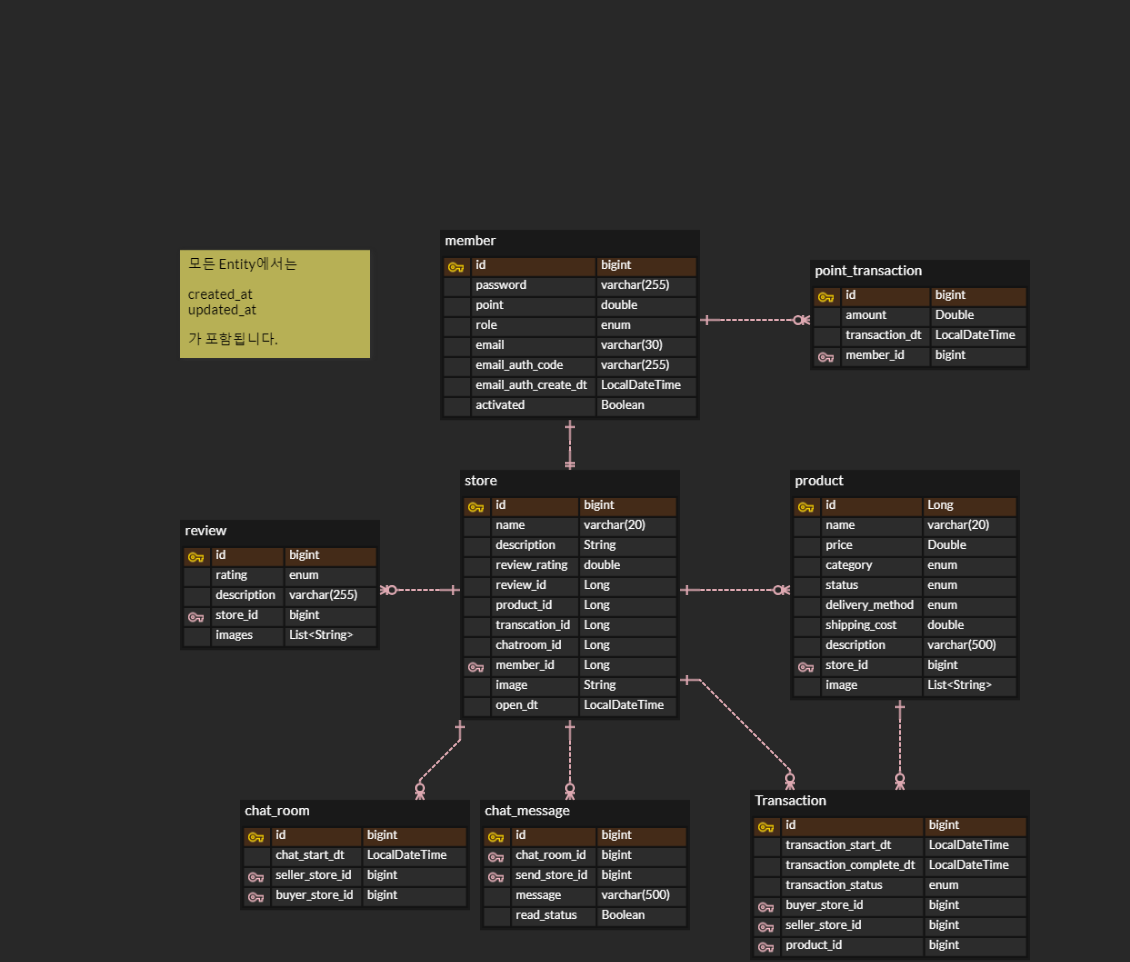 모든 Entity에서는
created_at
updated_at
가 포함됩니다.
member
id bigint
password varchar(255)
point double
role enum
email varchar(30)
email_auth_code varchar(255)
email_auth_create_dt LocalDateTime
activated Boolean
point_transaction
id bigint
amount Double
transaction_dt LocalDateTime
member_id bigint
review
id bigint
rating enum
description varchar(255)
store_id bigint
images List<String>
store
id bigint
name varchar(20)
description String
review_rating double
review_id Long
product_id Long
transcation_id Long
chatroom_id Long
member_id Long
image String
open_dt LocalDateTime
product
id Long
name varchar(20)
price Double
category enum
status enum
delivery_method enum
shipping_cost double
description varchar(500)
store_id bigint
image List<String>
chat_room
id bigint
chat_start_dt LocalDateTime
seller_store_id bigint
buyer_store_id bigint
chat_message
id bigint
chat_room_id bigint
send_store_id bigint
message varchar(500)
read_status Boolean
Transaction
id bigint
transaction_start_dt LocalDateTime
transaction_complete_dt LocalDateTime
transaction_status enum
buyer_store_id bigint
seller_store_id bigint
product_id bigint